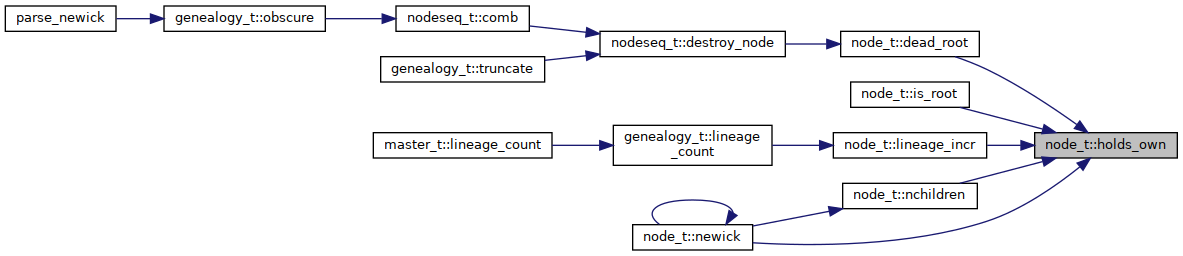 parse_newick
genealogy_t::obscure
nodeseq_t::comb
genealogy_t::truncate
nodeseq_t::destroy_node
node_t::dead_root
node_t::is_root
master_t::lineage_count
genealogy_t::lineage
_count
node_t::lineage_incr
node_t::holds_own
node_t::nchildren
node_t::newick